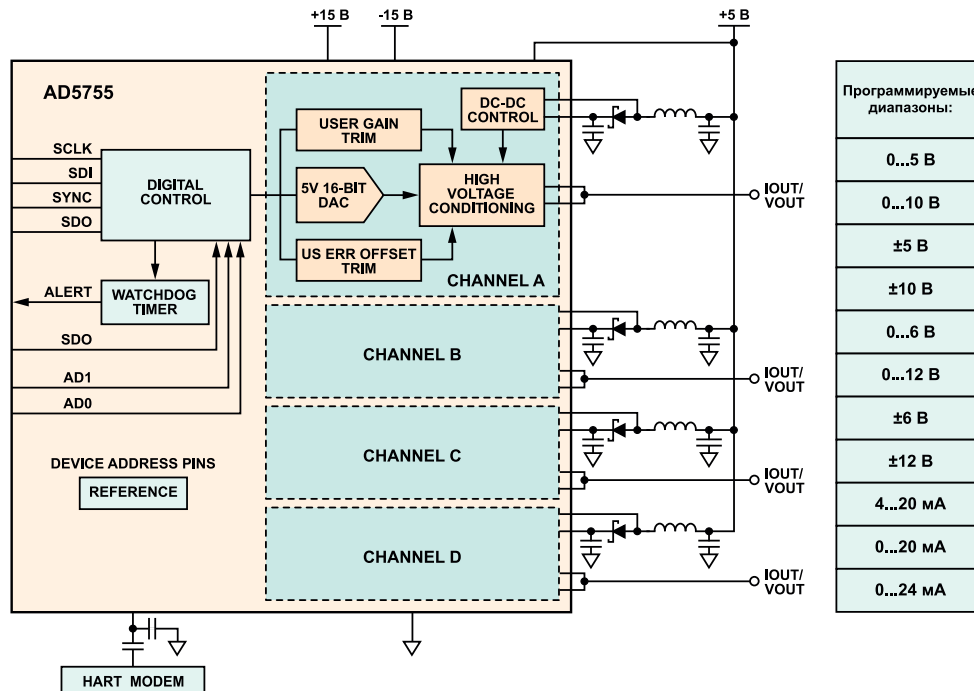 +15 В
-15 В
+5 В
AD5755
SCLK
SDI
SYNC
SDO
DIGITAL
CONTROL
ALERT
WATCHDOG
TIMER
SDO
AD1
AD0
DEVICE ADDRESS PINS
REFERENCE
USER GAIN
TRIM
5V 16-BIT
DAC
US ERR OFFSET
TRIM
DC-DC
CONTROL
HIGH
VOLTAGE
CONDITIONING
CHANNEL A
IOUT/
VOUT
CHANNEL B
IOUT/
VOUT
CHANNEL C
IOUT/
VOUT
CHANNEL D
IOUT/
VOUT
HART MODEM
Программируемые
диапазоны:
0...5 В
0...10 В
±5 В
±10 В
0...6 В
0...12 В
±6 В
±12 В
4...20 мА
0...20 мА
0...24 мА